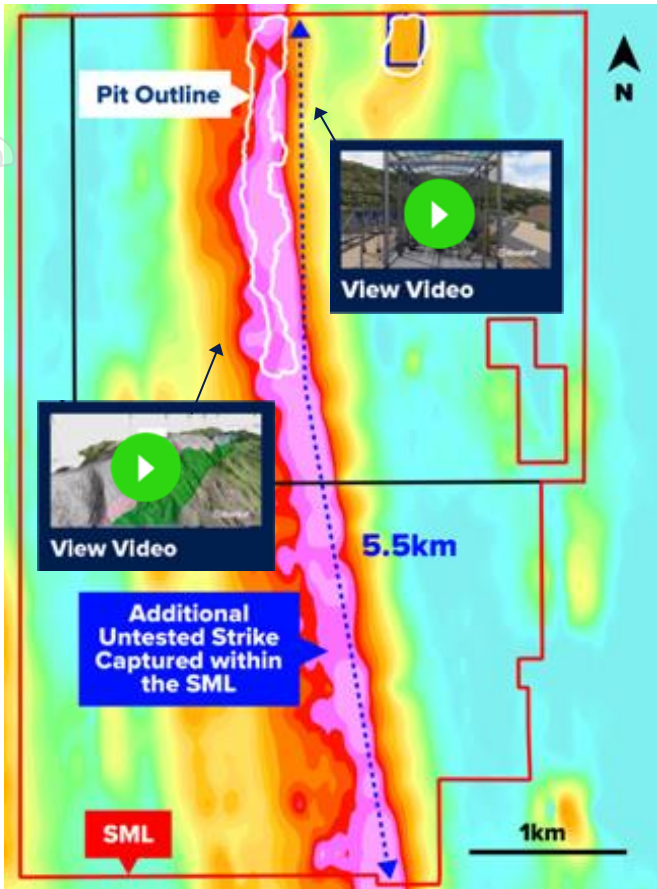 Pit Outline
N
View Video
View Video
5.5km
Additional
Untested Strike
Captured within
the SML
SML
1km